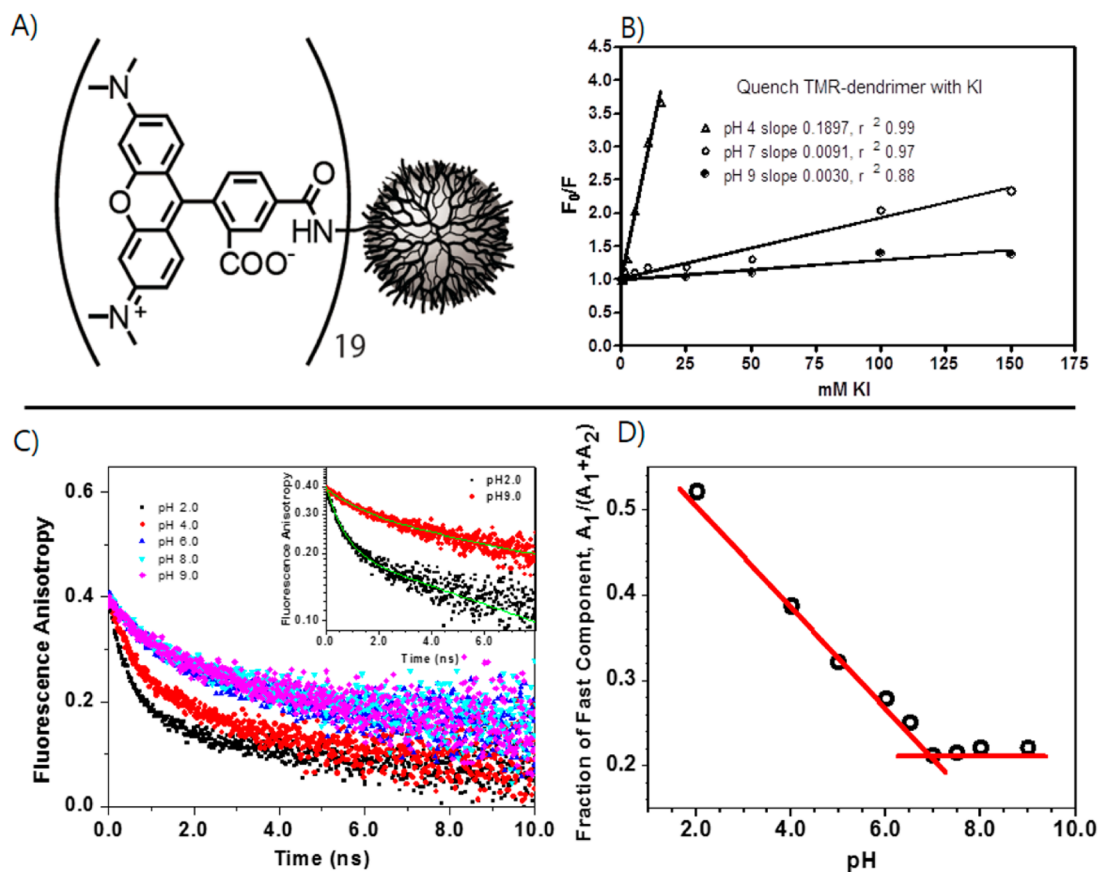 A)
N
N
+
O
O
HN
COO-
19
B)
4.5
4.0
3.5
3.0
2.5
2.0
1.5
1.0
0.5
0.0
F0/F
Quench TMR-dendrimer with KI
pH 4 slope 0.1897, r 2 0.99
pH 7 slope 0.0091, r 2 0.97
pH 9 slope 0.0030, r 2 0.88
0 25 50 75 100 125 150 175
mM KI
C)
0.6
0.4
0.2
0.0
Fluorescence Anisotropy
pH 2.0
pH 4.0
pH 6.0
pH 8.0
pH 9.0
0.40
0.30
0.20
0.10
Fluorescence Anisotropy
pH2.0
pH9.0
0.0 2.0 4.0 6.0
Time (ns)
0.0 2.0 4.0 6.0 8.0 10.0
Time (ns)
D)
Fraction of Fast Component, A1/(A1+A2)
0.5
0.4
0.3
0.2
2.0 4.0 6.0 8.0 10.0
pH